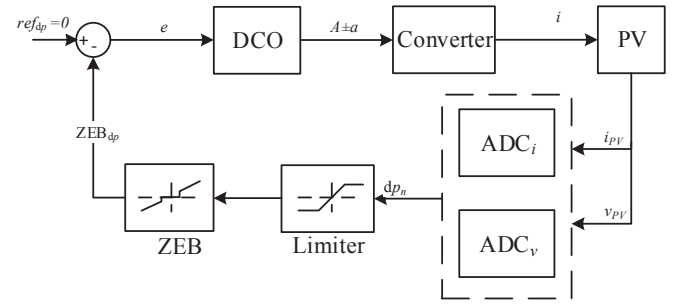 ref_dp=0
+
-
e
DCO
A±a
Converter
i
PV
ZEB_dp
ADC_i
i_PV
dp_n
v_PV
ADC_v
ZEB
Limiter